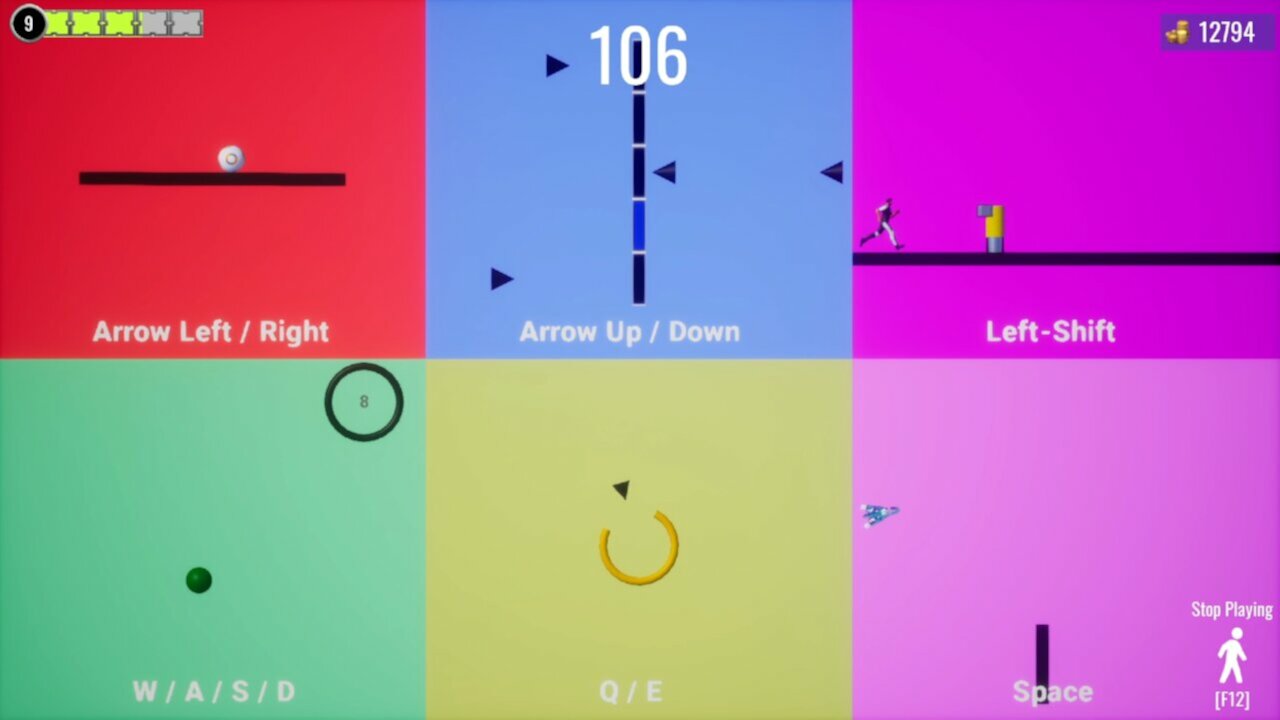 9
106
12794
Arrow Left / Right
Arrow Up / Down
Left-Shift
8
Stop Playing
W / A / S / D
Q / E
Space
[F12]